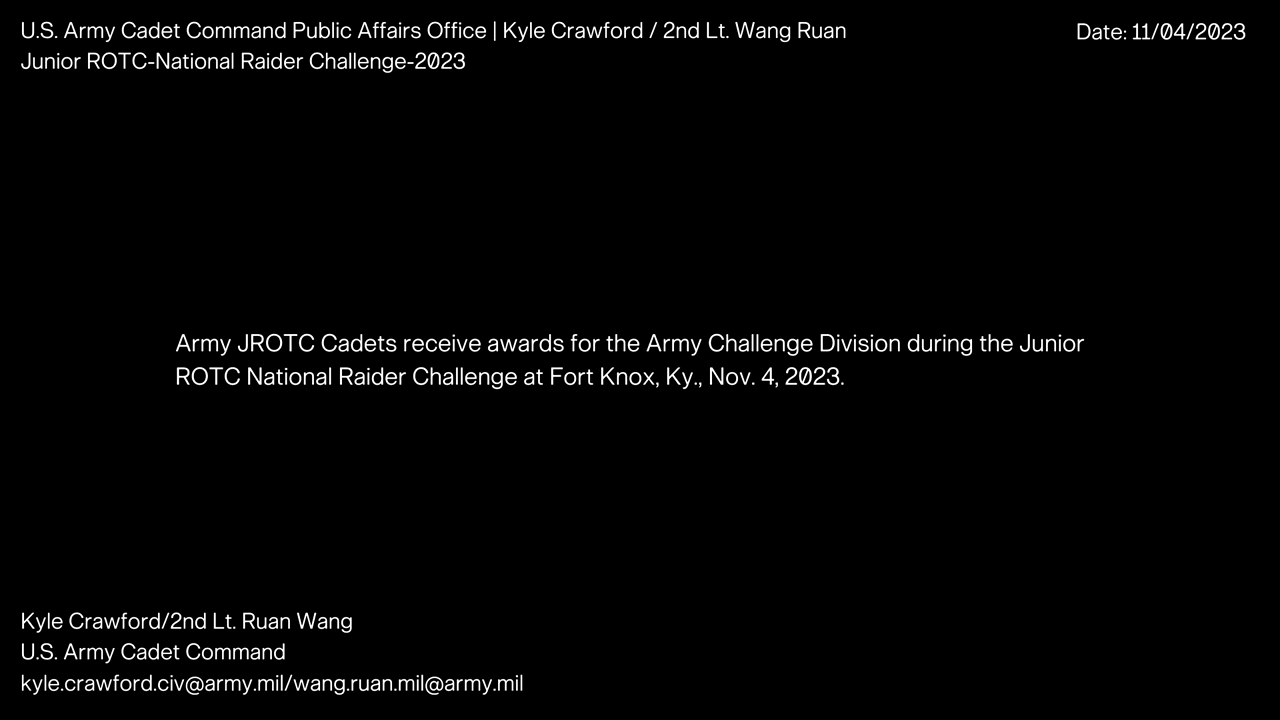 U.S. Army Cadet Command Public Affairs Office | Kyle Crawford / 2nd Lt. Wang Ruan
Date: 11/04/2023
Junior ROTC-National Raider Challenge-2023
Army JROTC Cadets receive awards for the Army Challenge Division during the Junior
ROTC National Raider Challenge at Fort Knox, Ky., Nov. 4, 2023.
Kyle Crawford/2nd Lt. Ruan Wang
U.S. Army Cadet Command
kyle.crawford.civ@army.mil/wang.ruan.mil@army.mil